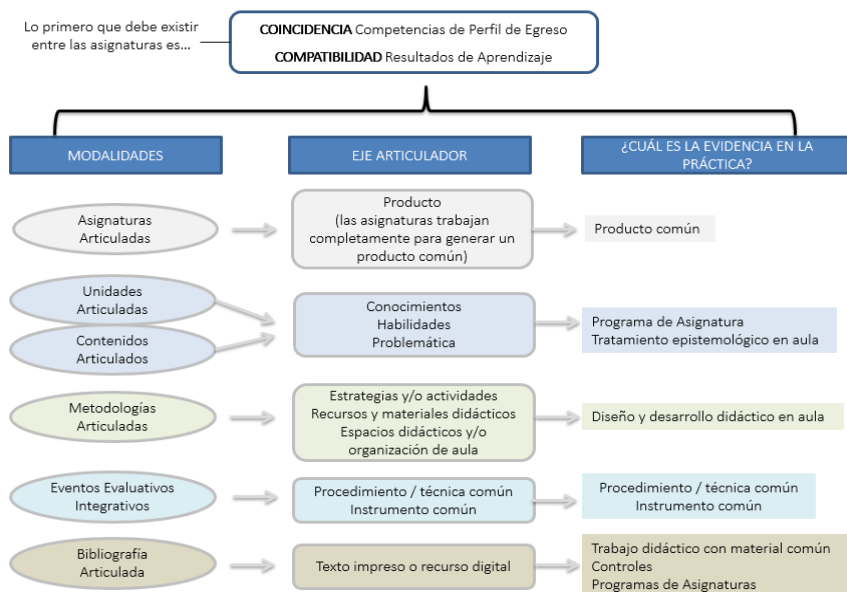 Lo primero que debe existir
entre las asignaturas es...
COINCIDENCIA Competencias de Perfil de Egreso
COMPATIBILIDAD Resultados de Aprendizaje
MODALIDADES
EJE ARTICULADOR
¿CUÁL ES LA EVIDENCIA EN LA
PRÁCTICA?
Asignaturas
Articuladas
Producto
(las asignaturas trabajan
completamente para generar un
producto común)
Producto común
Unidades
Articuladas
Contenidos
Articulados
Conocimientos
Habilidades
Problemática
Programa de Asignatura
Tratamiento epistemológico en aula
Metodologías
Articuladas
Estrategias y/o actividades
Recursos y materiales didácticos
Espacios didácticos y/o
organización de aula
Diseño y desarrollo didáctico en aula
Eventos Evaluativos
Integrativos
Procedimiento / técnica común
Instrumento común
Procedimiento / técnica común
Instrumento común
Bibliografía
Articulada
Texto impreso o recurso digital
Trabajo didáctico con material común
Controles
Programas de Asignaturas